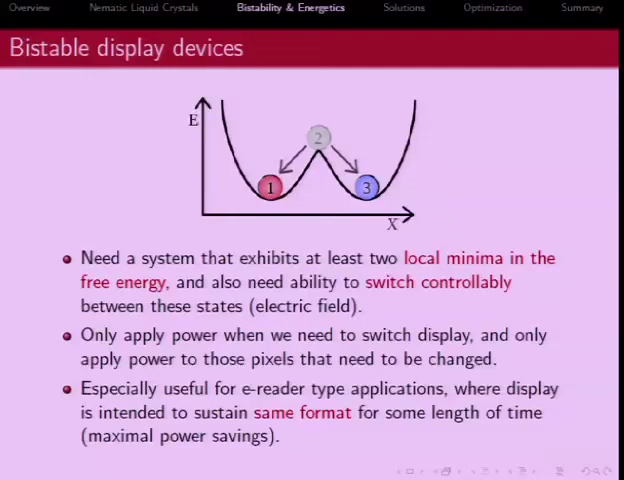 Overview Nematic Liquid Crystals Bistability & Energetics Solutions Optimization Summary
Bistable display devices
E
2
1
3
X
Need a system that exhibits at least two local minima in the
free energy, and also need ability to switch controllably
between these states (electric field).
Only apply power when we need to switch display, and only
apply power to those pixels that need to be changed.
Especially useful for e-reader type applications, where display
is intended to sustain same format for some length of time
(maximal power savings).